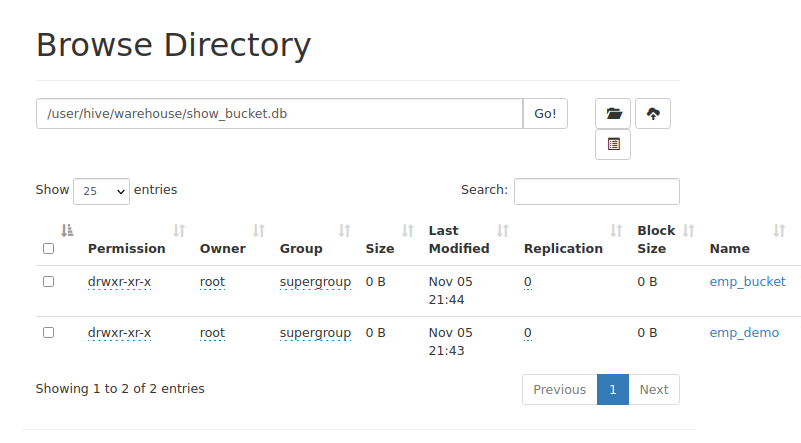 Browse Directory
/user/hive/warehouse/show_bucket.db Go!
Show 25 entries Search:
Permission Owner Group Size Last Modified Replication Block Size Name
drwxr-xr-x root supergroup 0 B Nov 05 21:44 0 0 B emp_bucket
drwxr-xr-x root supergroup 0 B Nov 05 21:43 0 0 B emp_demo
Showing 1 to 2 of 2 entries Previous 1 Next